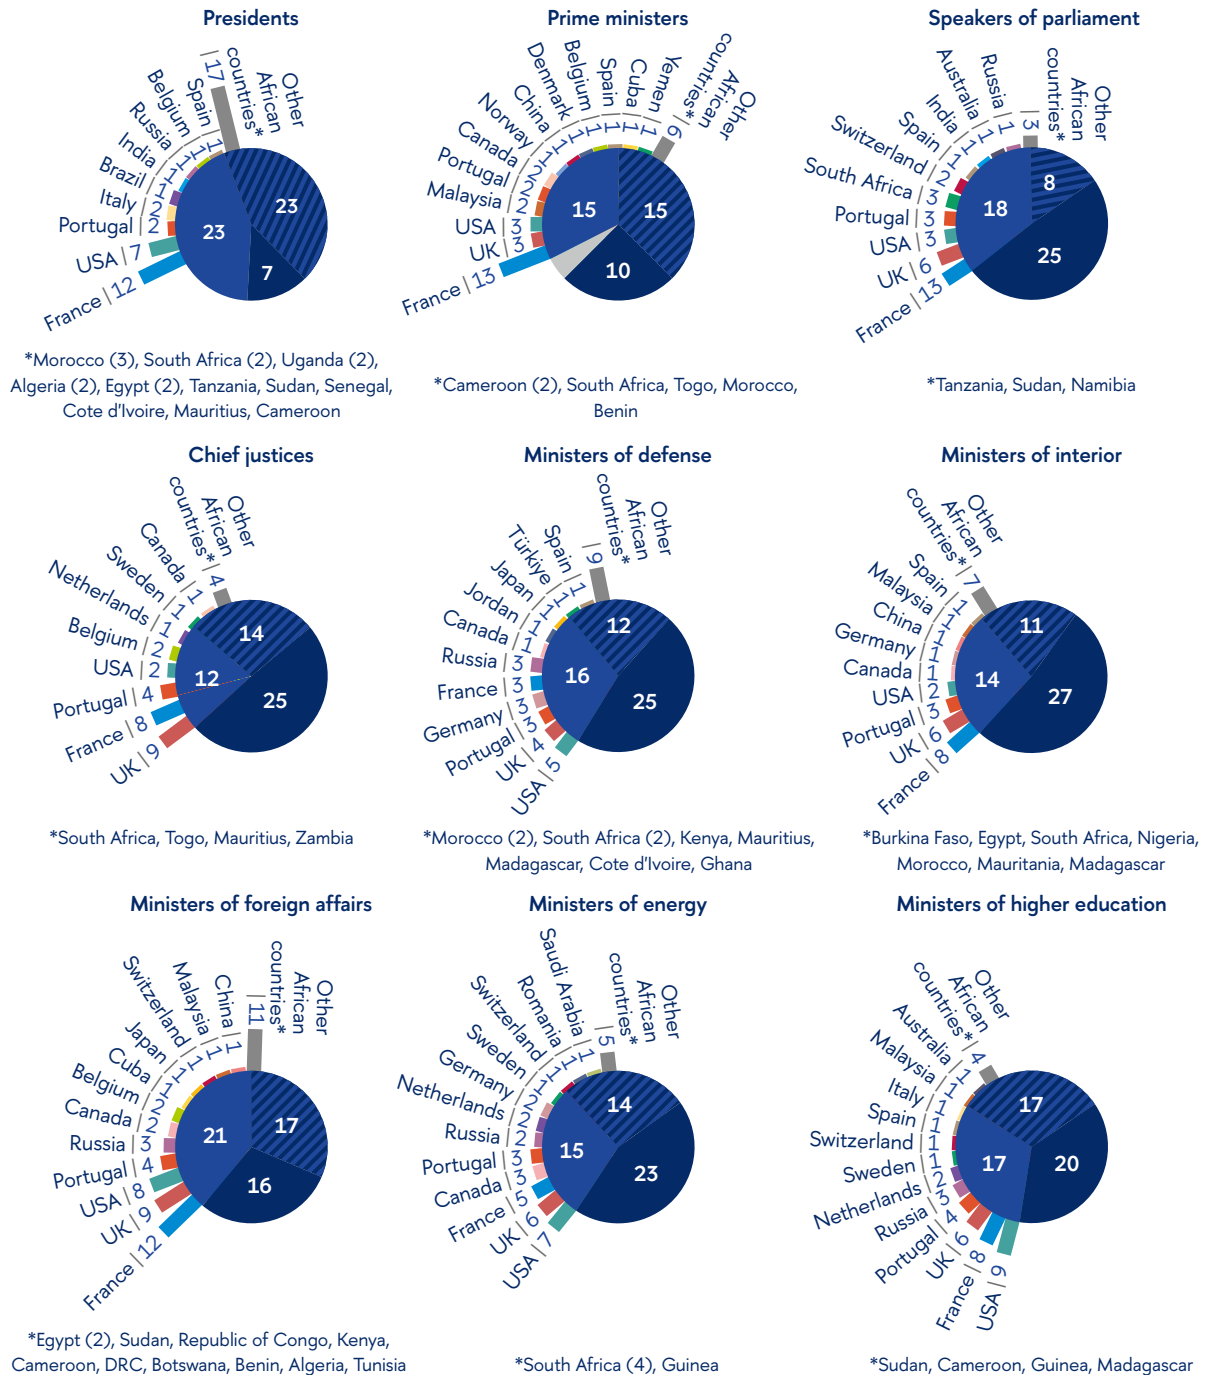 Presidents
Other
African
countries*
17
Spain
1
Belgium
1
Russia
1
India
1
Brazil
1
Italy
2
Portugal
2
USA
7
France
12
23
23
7
*Morocco (3), South Africa (2), Uganda (2),
Algeria (2), Egypt (2), Tanzania, Sudan, Senegal,
Cote d'Ivoire, Mauritius, Cameroon
Prime ministers
Other
African
countries*
6
Yemen
1
Cuba
1
Spain
1
Belgium
1
Denmark
1
China
1
Norway
1
Canada
2
Portugal
2
Malaysia
2
USA
3
UK
3
France
13
15
15
10
*Cameroon (2), South Africa, Togo, Morocco,
Benin
Speakers of parliament
Other
African
countries*
3
Russia
1
Australia
1
India
1
Spain
1
Switzerland
2
South Africa
3
Portugal
3
USA
3
UK
6
France
13
8
18
25
*Tanzania, Sudan, Namibia
Chief justices
Other
African
countries*
4
Canada
1
Sweden
1
Netherlands
1
Belgium
2
USA
2
Portugal
4
France
8
UK
9
14
12
25
*South Africa, Togo, Mauritius, Zambia
Ministers of defense
Other
African
countries*
9
Spain
1
Türkiye
1
Japan
1
Jordan
1
Canada
1
Russia
3
France
3
Germany
3
Portugal
3
UK
4
USA
5
12
16
25
*Morocco (2), South Africa (2), Kenya, Mauritius,
Madagascar, Cote d'Ivoire, Ghana
Ministers of interior
Other
African
countries*
7
Spain
1
Malaysia
1
China
1
Germany
1
Canada
1
USA
2
Portugal
3
UK
6
France
8
11
14
27
*Burkina Faso, Egypt, South Africa, Nigeria,
Morocco, Mauritania, Madagascar
Ministers of foreign affairs
Other
African
countries*
11
China
1
Malaysia
1
Switzerland
1
Japan
1
Cuba
1
Belgium
2
Canada
2
Russia
3
Portugal
4
USA
8
UK
9
France
12
17
21
16
*Egypt (2), Sudan, Republic of Congo, Kenya,
Cameroon, DRC, Botswana, Benin, Algeria, Tunisia
Ministers of energy
Other
African
countries*
5
Saudi Arabia
1
Romania
1
Switzerland
1
Sweden
1
Germany
2
Netherlands
2
Russia
2
Portugal
3
Canada
3
France
5
UK
6
USA
7
14
15
23
*South Africa (4), Guinea
Ministers of higher education
Other
African
countries*
4
Australia
1
Malaysia
1
Italy
1
Spain
1
Switzerland
1
Sweden
1
Netherlands
2
Russia
3
Portugal
4
UK
6
France
8
USA
9
17
17
20
*Sudan, Cameroon, Guinea, Madagascar